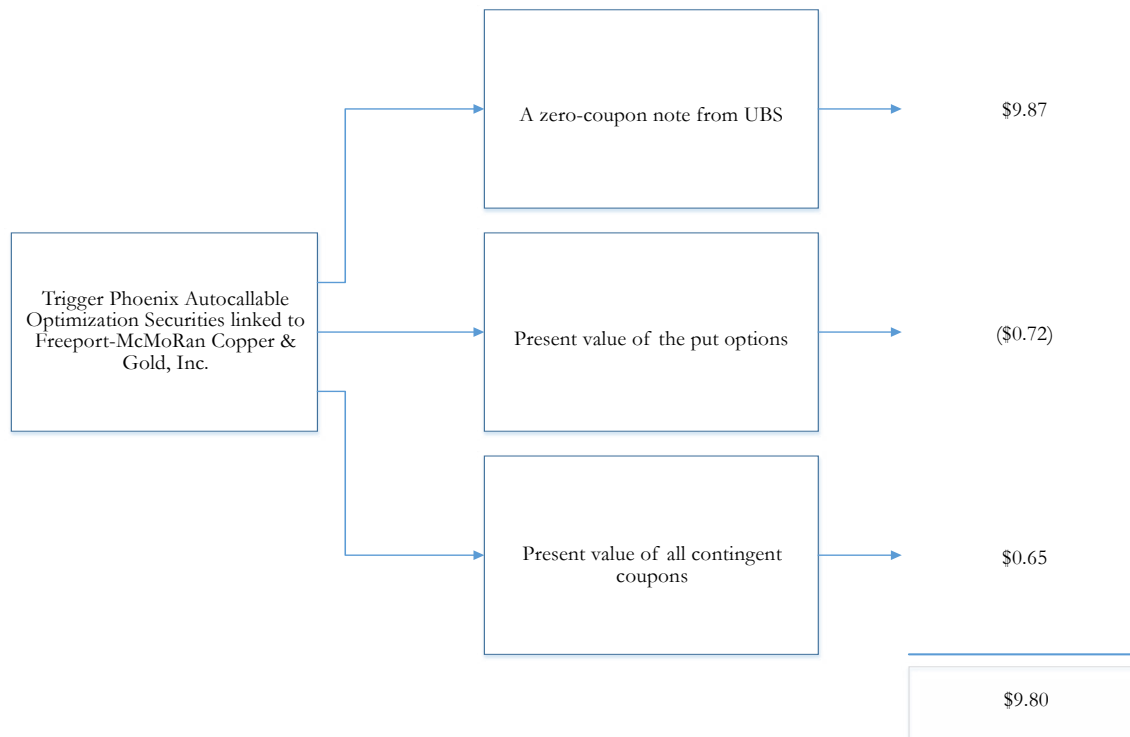 A zero-coupon note from UBS
$9.87
Trigger Phoenix Autocallable
Optimization Securities linked to
Freeport-McMoRan Copper &
Gold, Inc.
Present value of the put options
($0.72)
Present value of all contingent
coupons
$0.65
$9.80